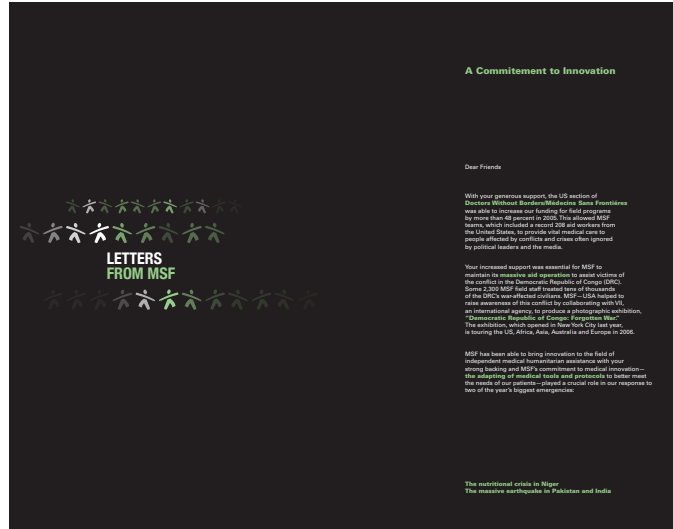 A Commitement to Innovation
Dear Friends
With your generous support, the US section of
Doctors Without Borders/Médecins Sans Frontières
was able to increase our funding for field programs
by more than 48 percent in 2005. This allowed MSF
teams, which included a record 208 aid workers from
the United States, to provide vital medical care to
people affected by conflicts and crises often ignored
by political leaders and the media.
Your increased support was essential for MSF to
maintain its massive aid operation to assist victims of
the conflict in the Democratic Republic of Congo (DRC).
Some 2,300 MSF field staff treated tens of thousands
of the DRC's war-affected civilians. MSF—USA helped to
raise awareness of this conflict by collaborating with VII,
an international agency, to produce a photographic exhibition,
"Democratic Republic of Congo: Forgotten War."
The exhibition, which opened in New York City last year,
is touring the US, Africa, Asia, Australia and Europe in 2006.
MSF has been able to bring innovation to the field of
independent medical humanitarian assistance with your
strong backing and MSF's commitment to medical innovation—
the adapting of medical tools and protocols to better meet
the needs of our patients—played a crucial role in our response to
two of the year's biggest emergencies:
The nutritional crisis in Niger
The massive earthquake in Pakistan and India
LETTERS
FROM MSF